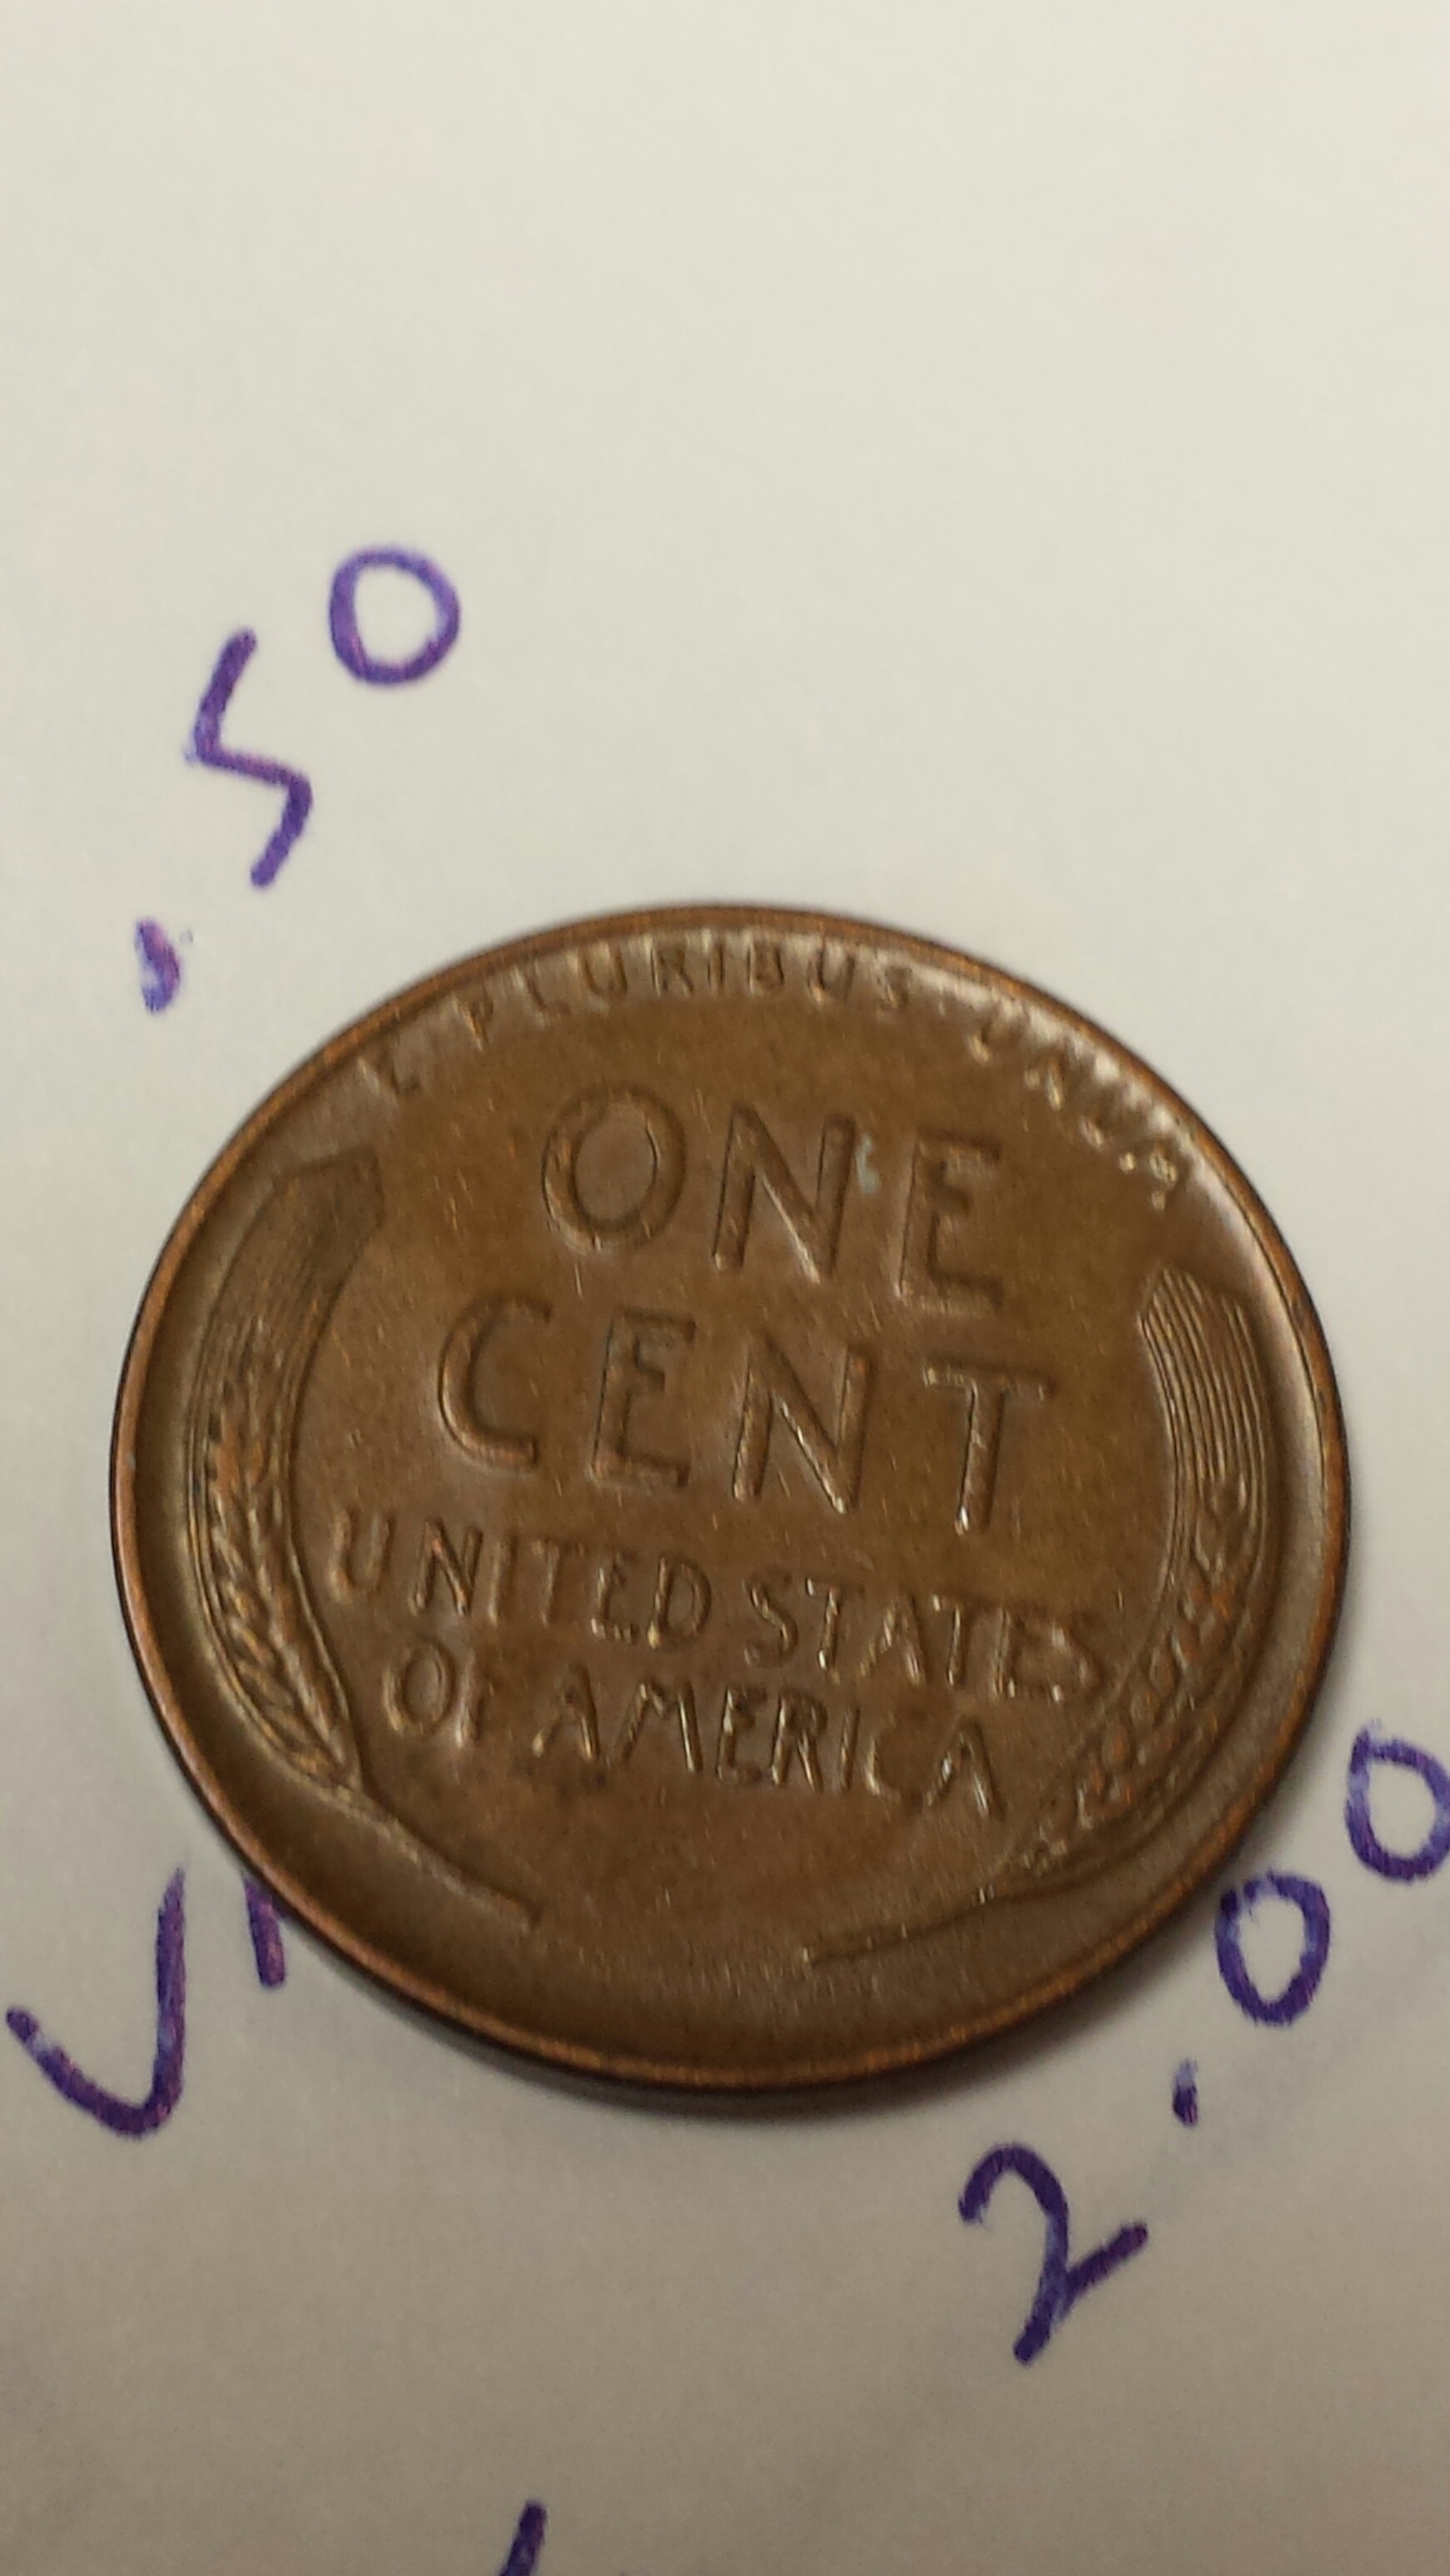 .50
E PLURIBUS UNUM
ONE
CENT
UNITED STATES
OF AMERICA
2.00